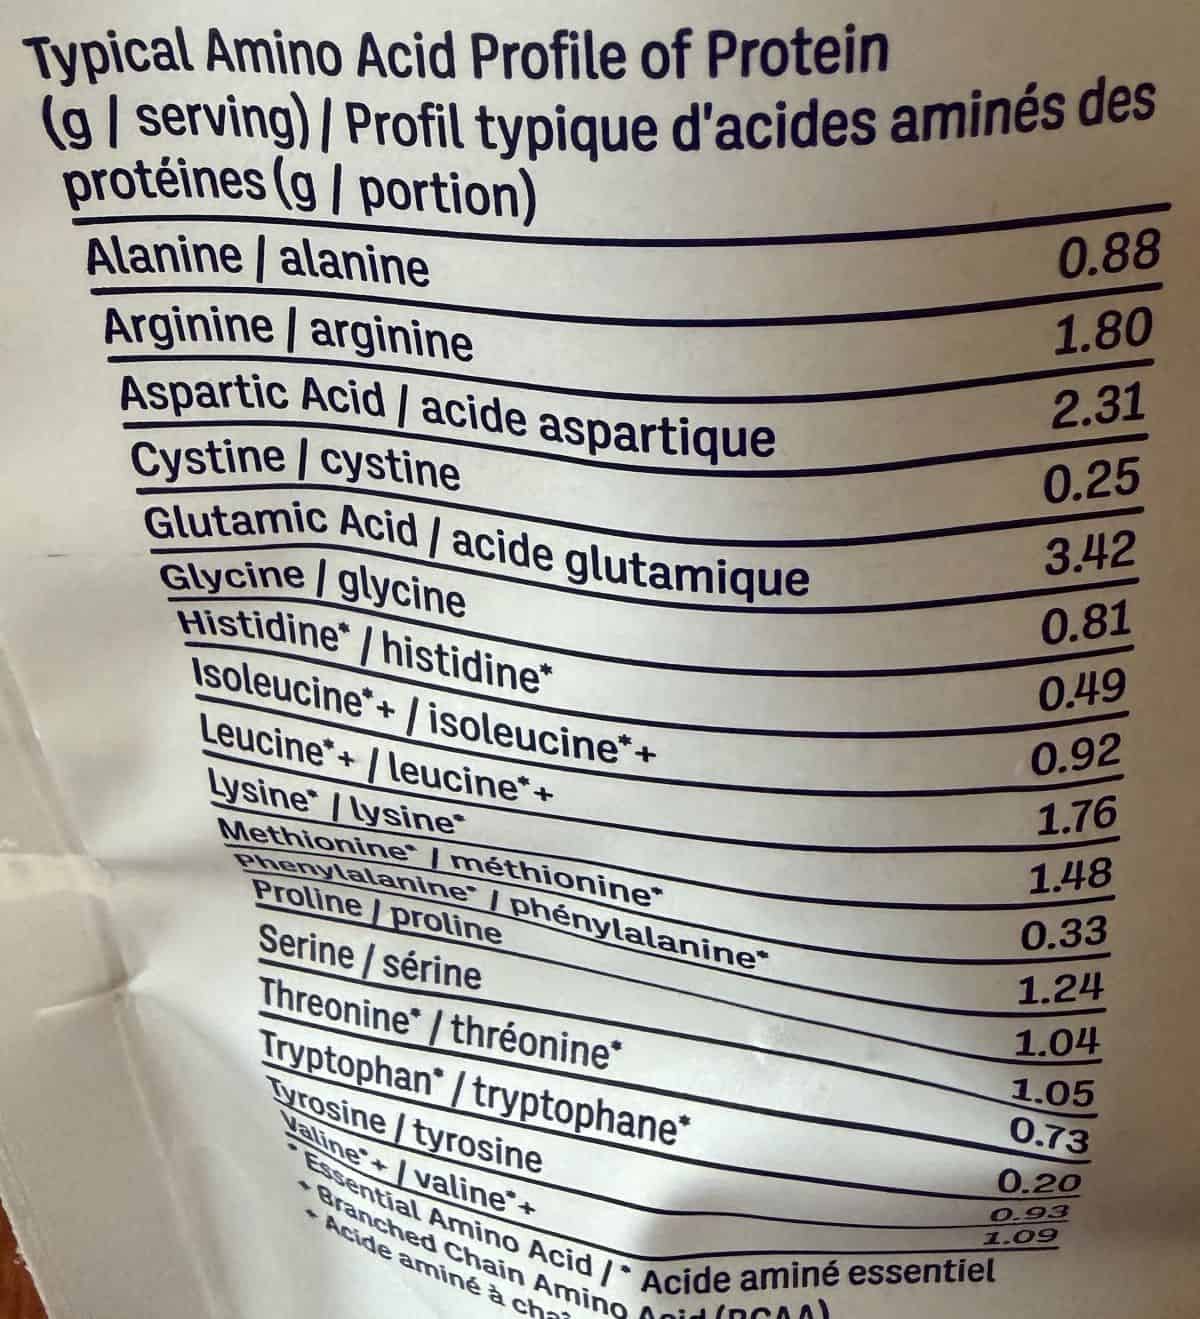 Typical Amino Acid Profile of Protein
(g / serving) / Profil typique d'acides aminés des
protéines (g / portion)
Alanine / alanine 0.88
Arginine / arginine 1.80
Aspartic Acid / acide aspartique 2.31
Cystine / cystine 0.25
Glutamic Acid / acide glutamique 3.42
Glycine / glycine 0.81
Histidine* / histidine* 0.49
Isoleucine*+ / isoleucine*+ 0.92
Leucine*+ / leucine*+ 1.76
Lysine* / lysine* 1.48
Methionine* / méthionine* 0.33
Phenylalanine* / phénylalanine* 1.24
Proline / proline 1.04
Serine / sérine 1.05
Threonine* / thréonine* 0.73
Tryptophan* / tryptophane* 0.20
Tyrosine / tyrosine 0.93
Valine*+ / valine*+ 1.09
* Essential Amino Acid / * Acide aminé essentiel
+ Branched Chain Amino Acid (BCAA)
+ Acide aminé à